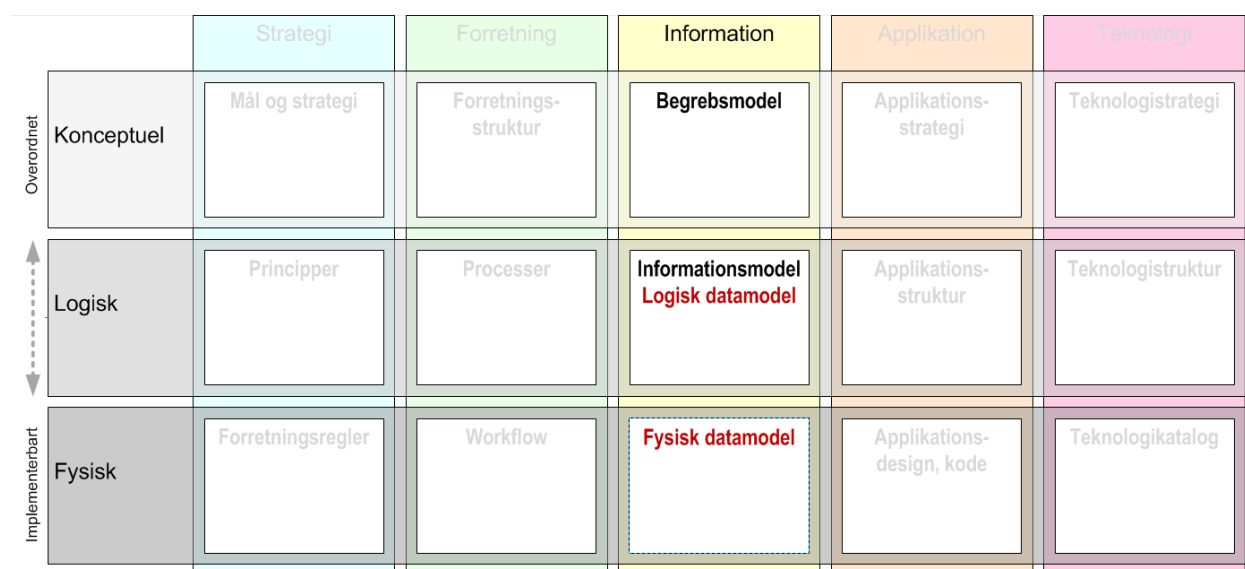 Strategi
Forretning
Information
Applikation
Teknologi
Overordnet
Konceptuel
Mål og strategi
Forretnings-
struktur
Begrebsmodel
Applikations-
strategi
Teknologistrategi
Logisk
Principper
Processer
Informationsmodel
Logisk datamodel
Applikations-
struktur
Teknologistruktur
Implementerbart
Fysisk
Forretningsregler
Workflow
Fysisk datamodel
Applikations-
design, kode
Teknologikatalog